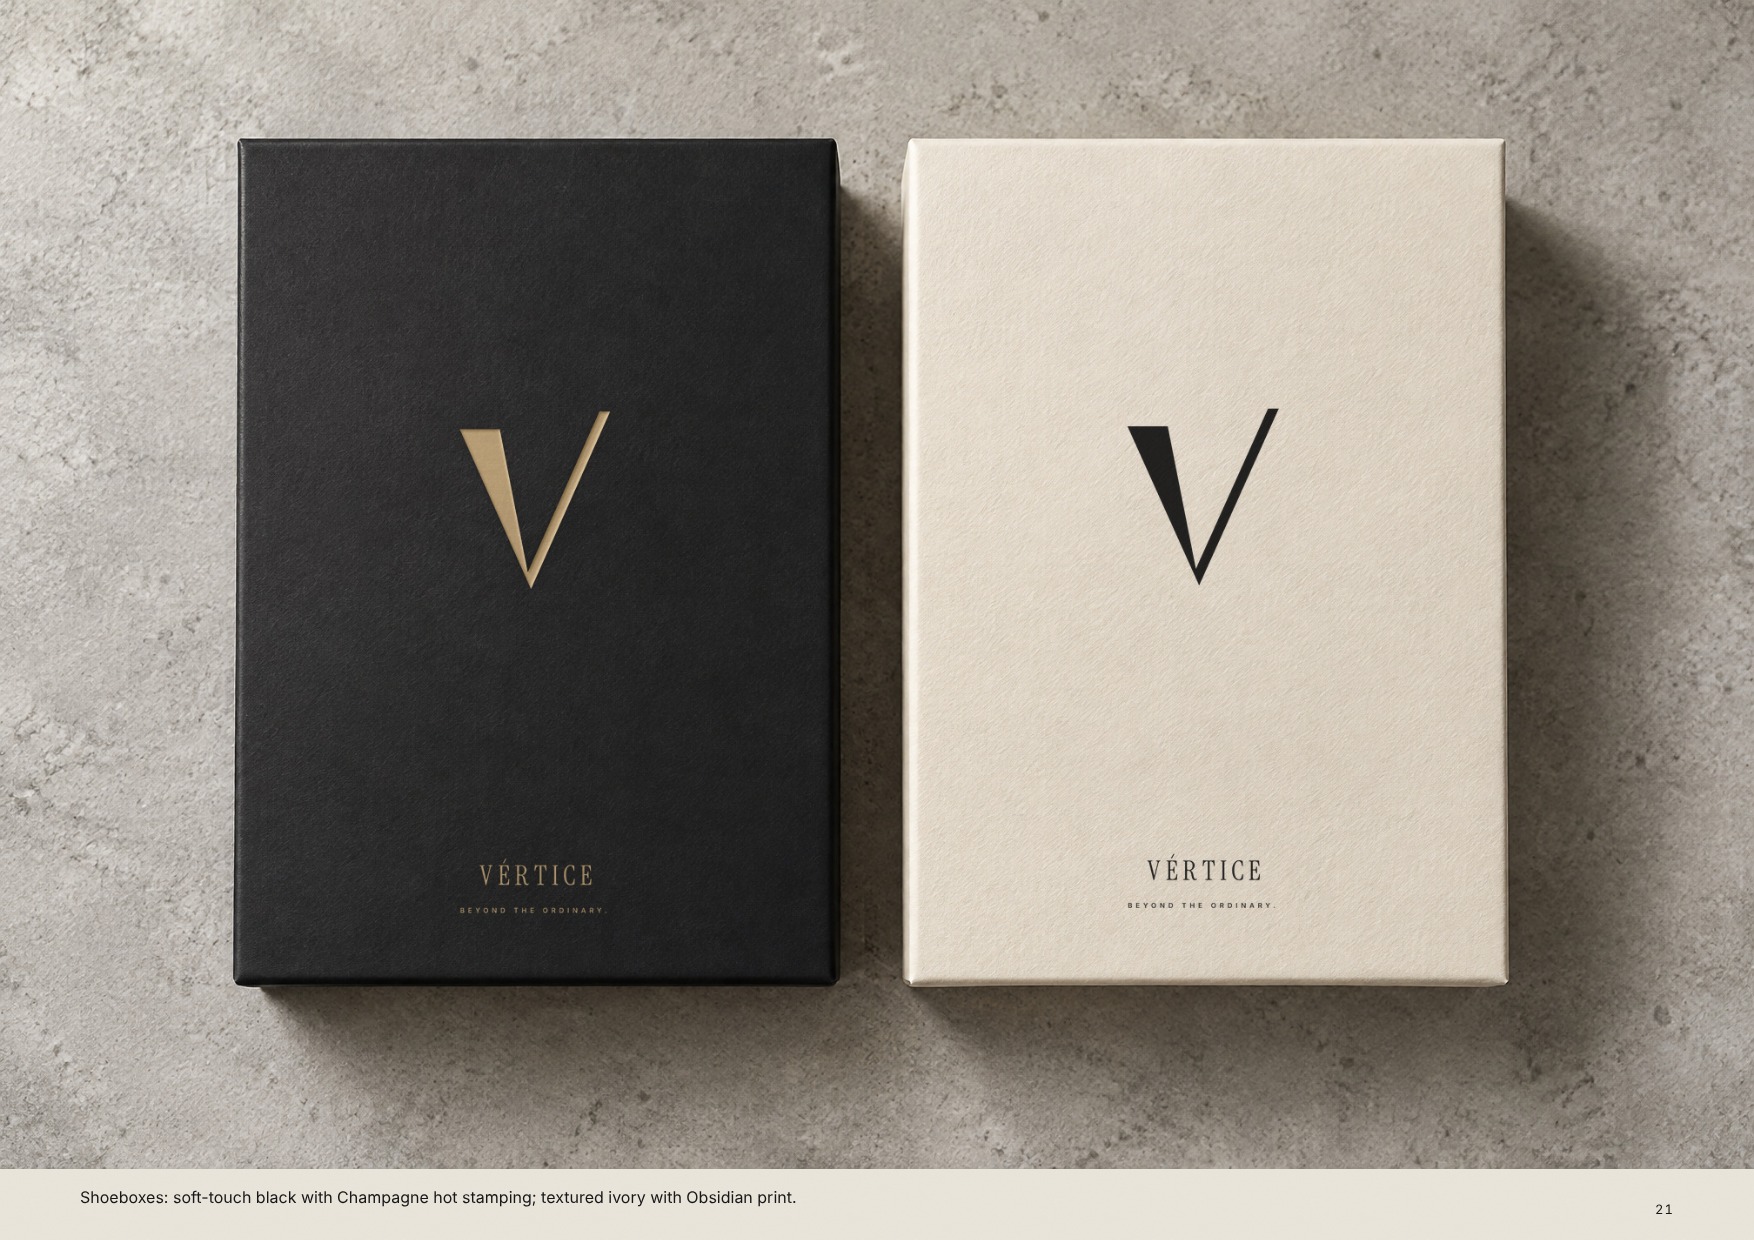 V
VÉRTICE
BEYOND THE ORDINARY.
V
VÉRTICE
BEYOND THE ORDINARY.
Shoeboxes: soft-touch black with Champagne hot stamping; textured ivory with Obsidian print.
21